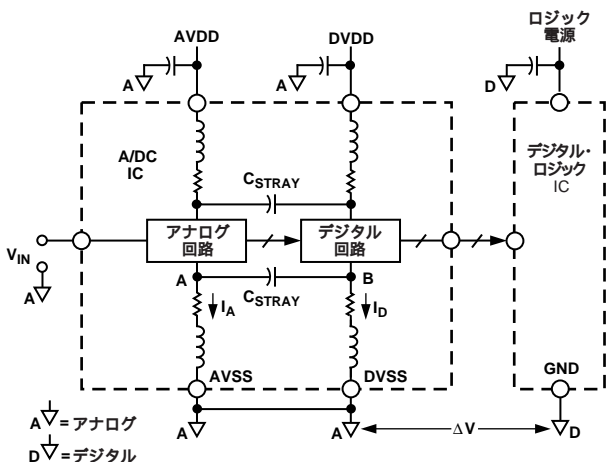 AVDD
DVDD
ロジック
電源
A
A
D
A/DC
IC
デジタル・
ロジック
IC
CSTRAY
アナログ
回路
デジタル
回路
VIN
A
A
B
CSTRAY
IA
ID
AVSS
DVSS
GND
A
A
ΔV
D
A = アナログ
D = デジタル